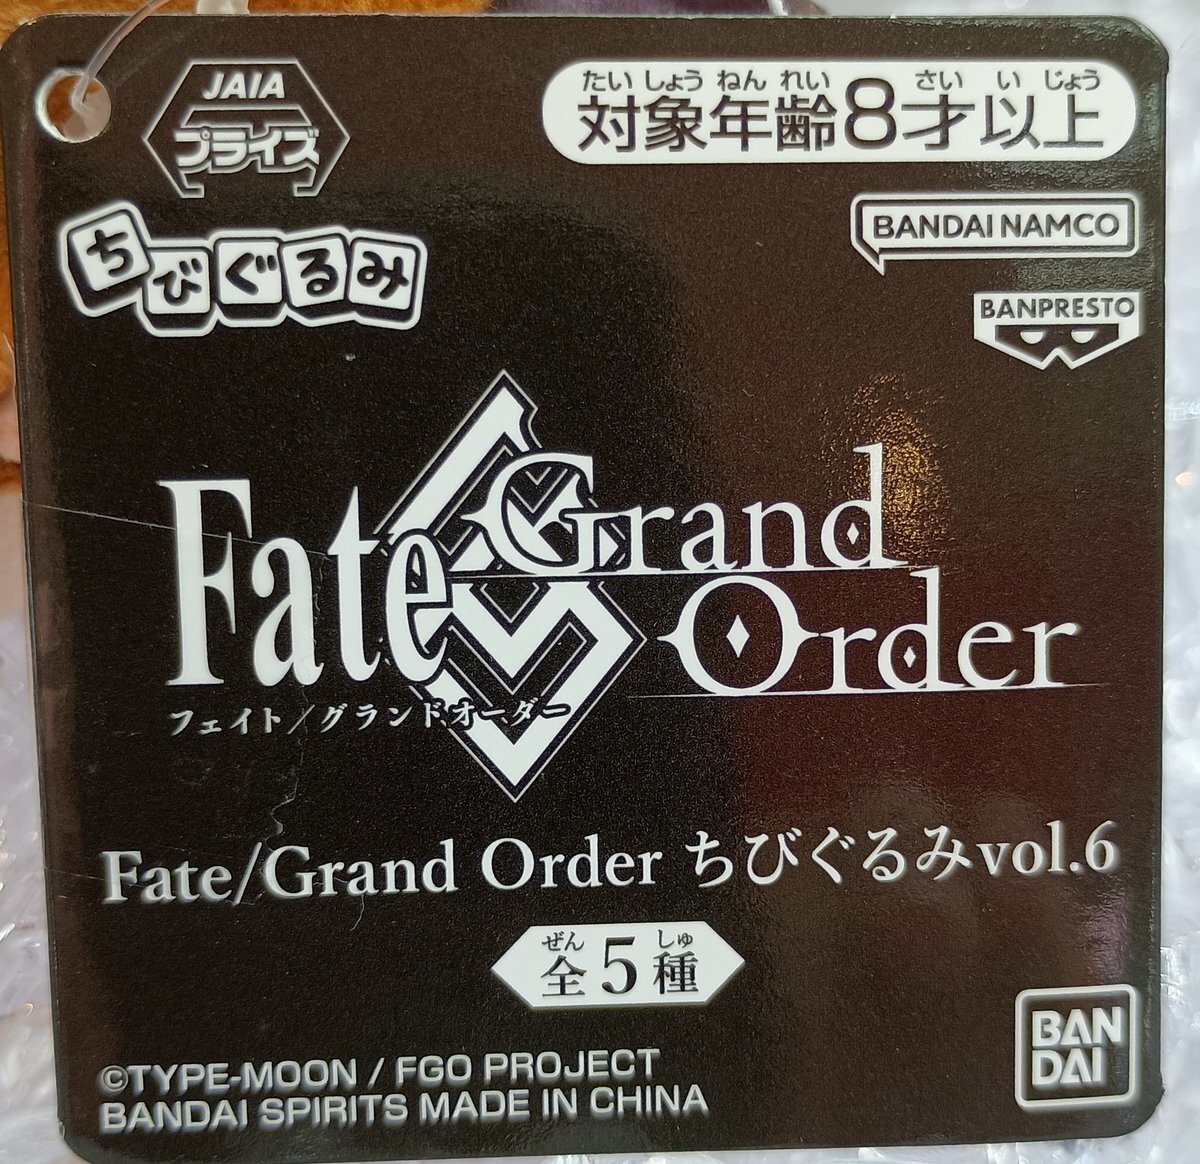 JAIA
プライズ
たいしょうねんれい さいいじょう
対象年齢8才以上
ちびぐるみ
BANDAI NAMCO
BANPRESTO
Fate/Grand Order
フェイト/グランドオーダー
Fate/Grand Order ちびぐるみvol.6
ぜん しゅ
全5種
BANDAI
©TYPE-MOON / FGO PROJECT
BANDAI SPIRITS MADE IN CHINA